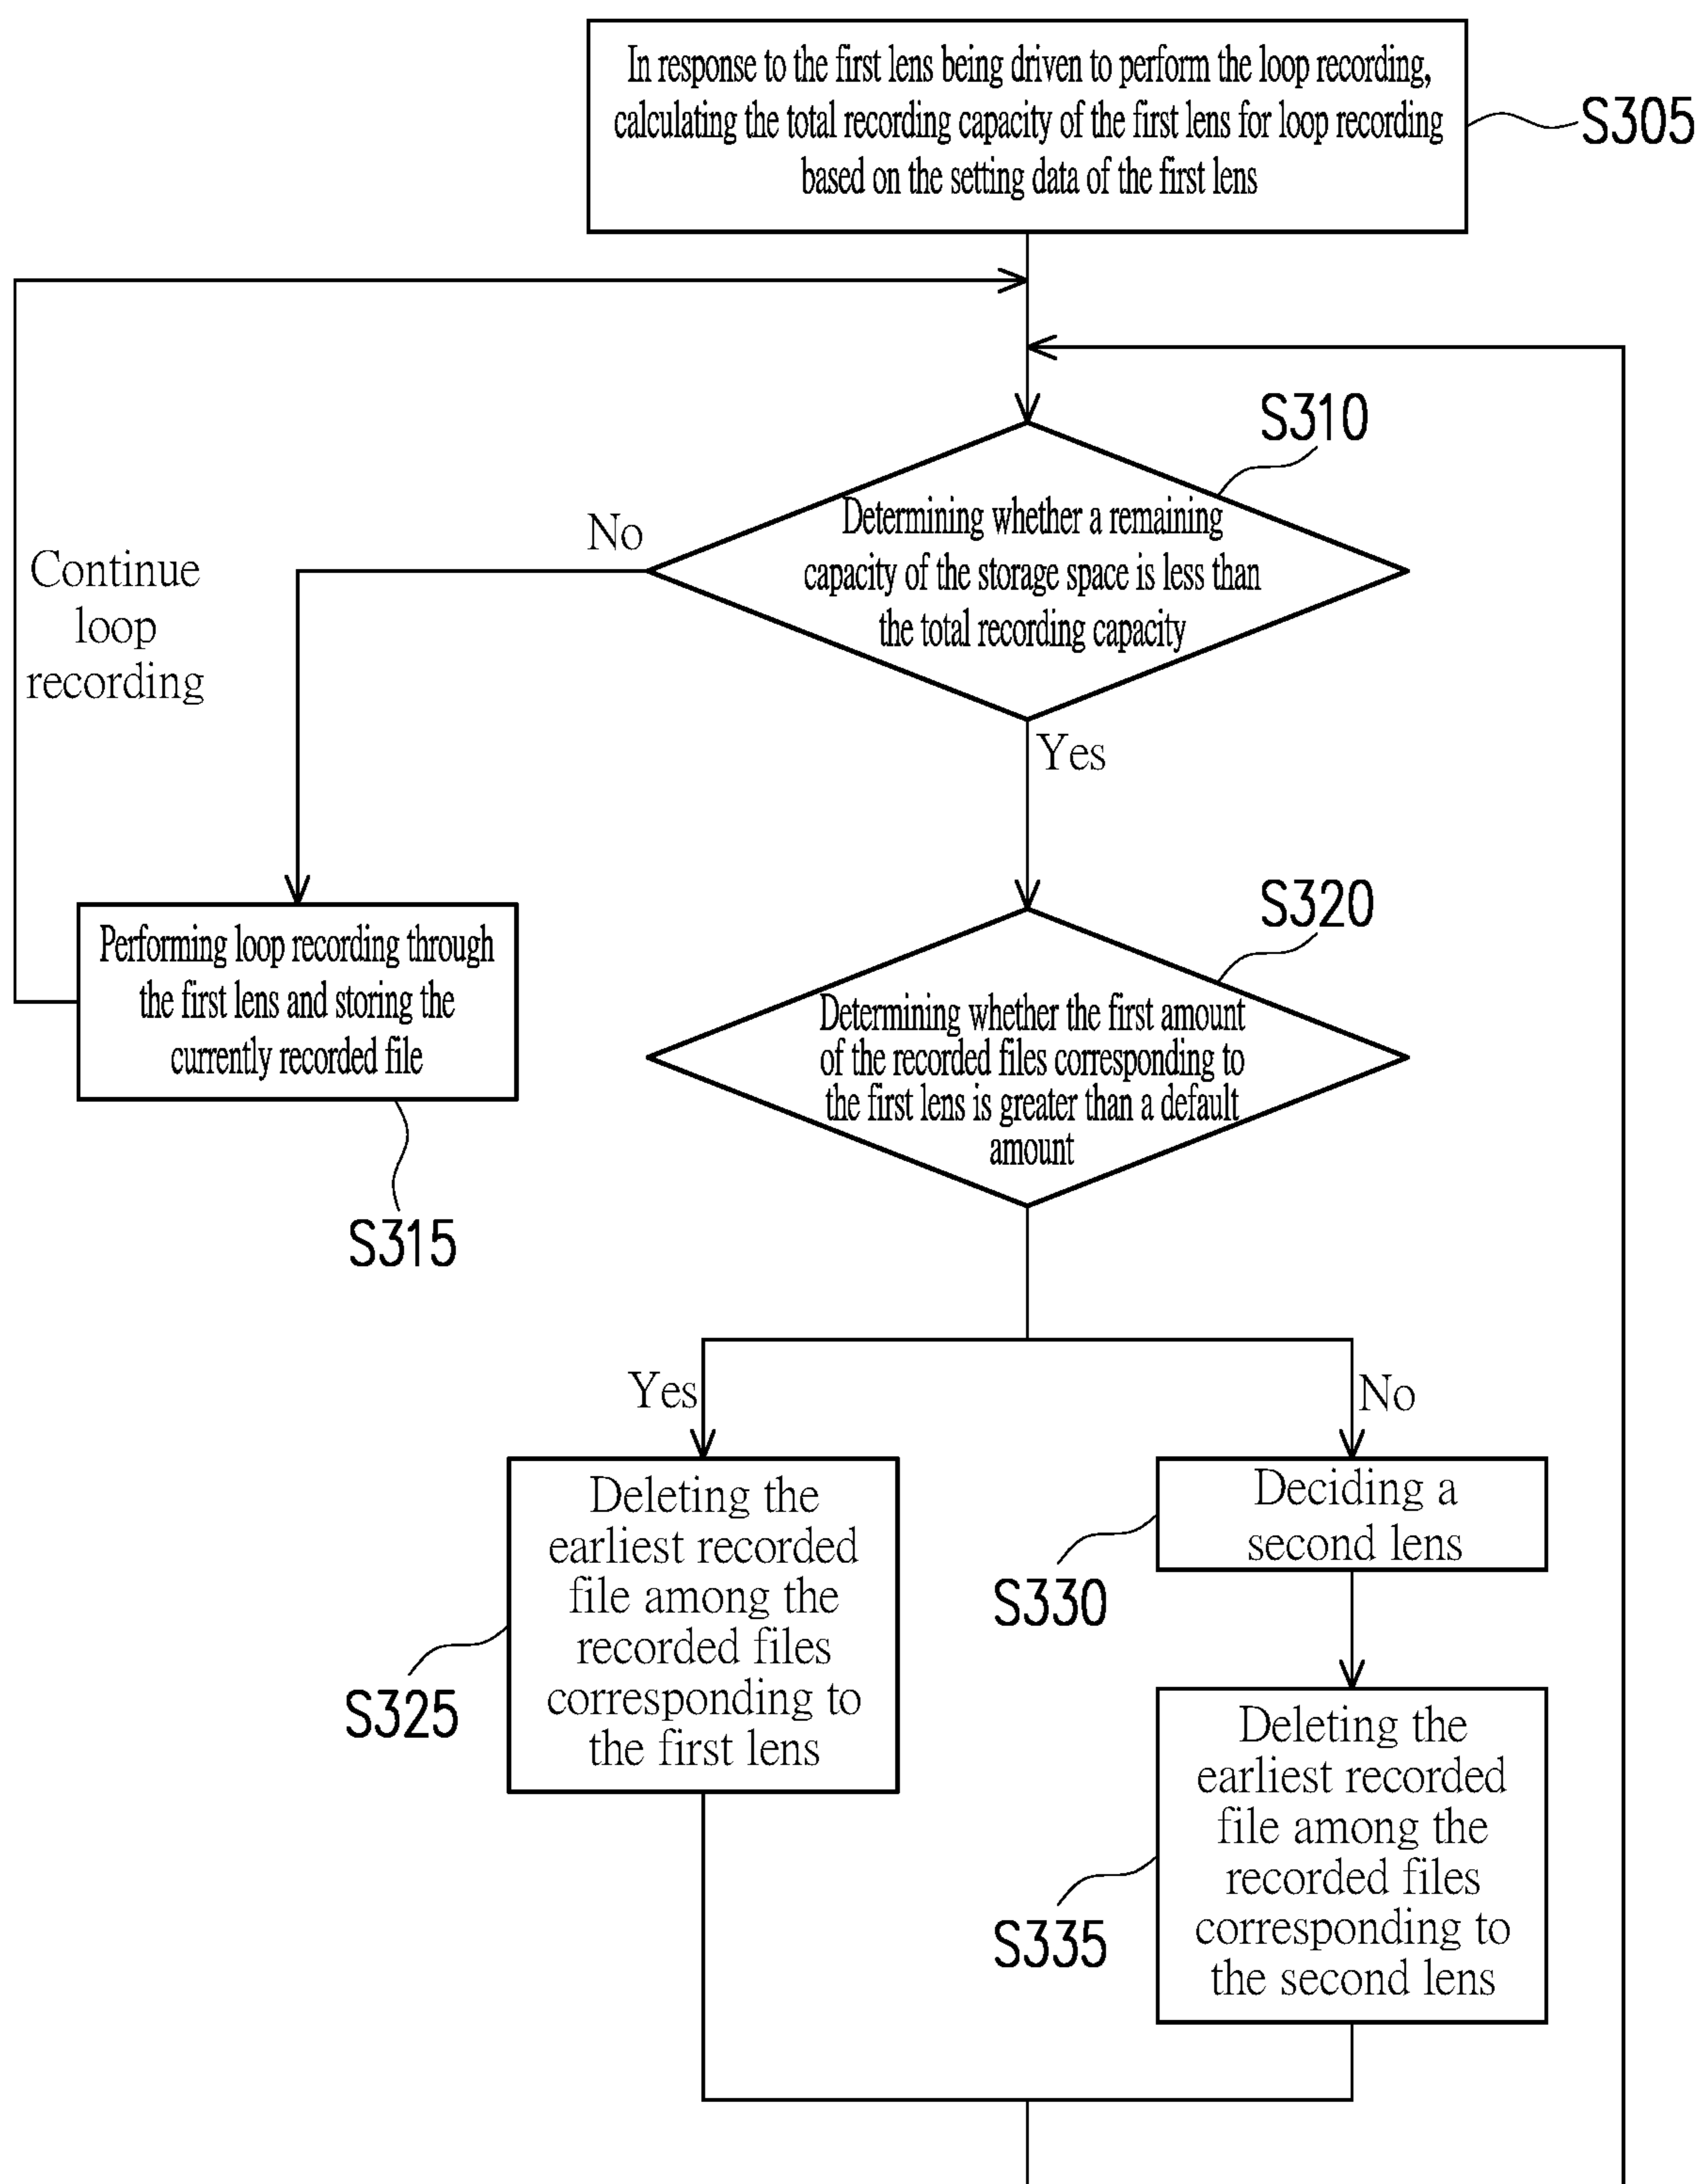 In response to the first lens being driven to perform the loop recording,
calculating the total recording capacity of the first lens for loop recording
based on the setting data of the first lens
S305
S310
Determining whether a remaining
capacity of the storage space is less than
the total recording capacity
No
Yes
Continue
loop
recording
Performing loop recording through
the first lens and storing the
currently recorded file
S315
S320
Determining whether the first amount
of the recorded files corresponding to
the first lens is greater than a default
amount
Yes
No
Deleting the
earliest recorded
file among the
recorded files
corresponding to
the first lens
S325
Deciding a
second lens
S330
Deleting the
earliest recorded
file among the
recorded files
corresponding to
the second lens
S335